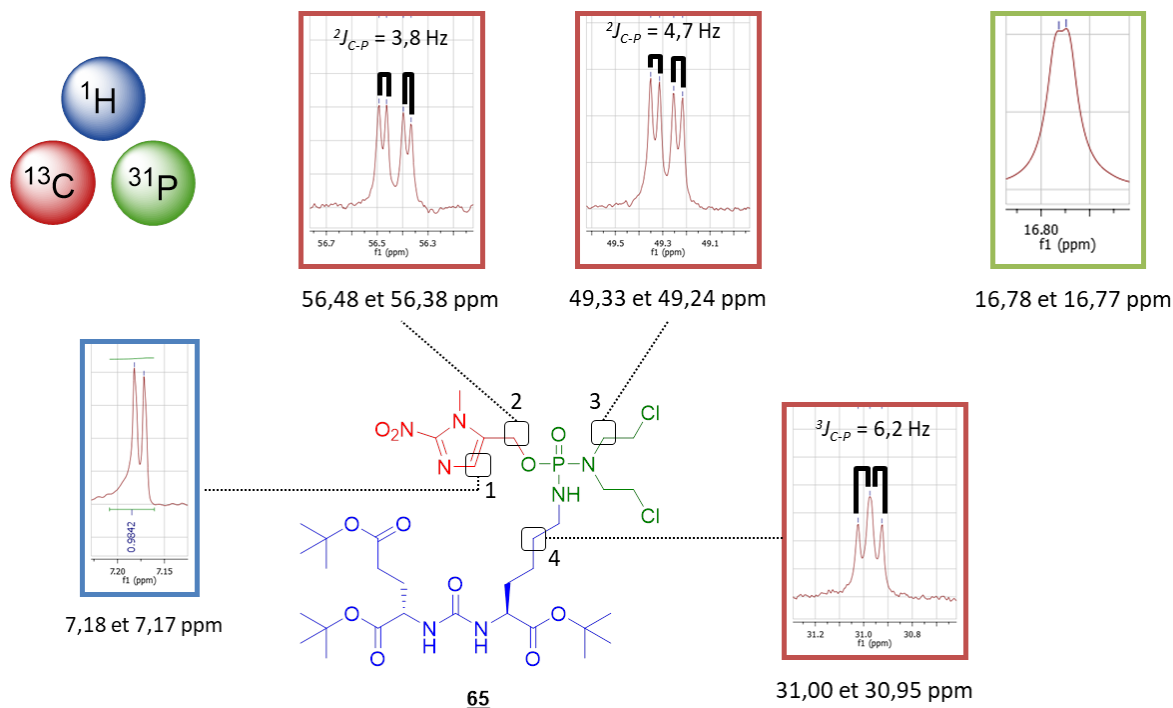 ¹H
¹³C
³¹P
²J_C-P = 3,8 Hz
56.7 56.5 56.3
f1 (ppm)
56,48 et 56,38 ppm
²J_C-P = 4,7 Hz
49.5 49.3 49.1
f1 (ppm)
49,33 et 49,24 ppm
16.80
f1 (ppm)
16,78 et 16,77 ppm
0.9842
7.20 7.15
f1 (ppm)
7,18 et 7,17 ppm
1
2
3
4
O₂N
N
N
O
O
P
N
NH
Cl
Cl
O
O
O
O
N
H
O
N
H
O
O
65
³J_C-P = 6,2 Hz
31.2 31.0 30.8
f1 (ppm)
31,00 et 30,95 ppm